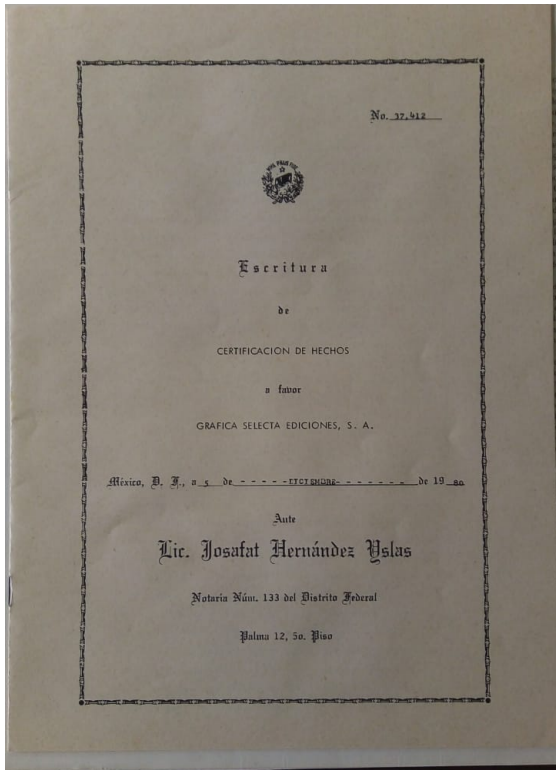 No. 37,412
Escritura
de
CERTIFICACION DE HECHOS
a favor
GRAFICA SELECTA EDICIONES, S. A.
México, D. F., a 5 de - - - - -DICIEMBRE- - - - - - - de 19 80
Ante
Lic. Josafat Hernández Yslas
Notaria Núm. 133 del Distrito Federal
Palma 12, 5o. Piso